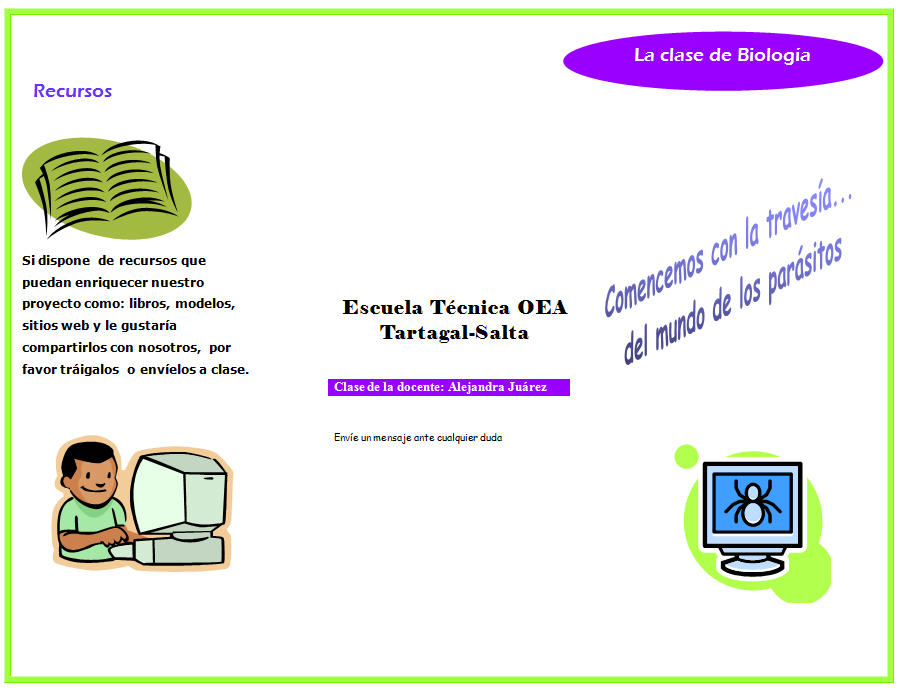 Recursos
Si dispone de recursos que
puedan enriquecer nuestro
proyecto como: libros, modelos,
sitios web y le gustaría
compartirlos con nosotros, por
favor tráigalos o envíelos a clase.
Escuela Técnica OEA
Tartagal-Salta
Clase de la docente: Alejandra Juárez
Envíe un mensaje ante cualquier duda
La clase de Biología
Comencemos con la travesía...
del mundo de los parásitos